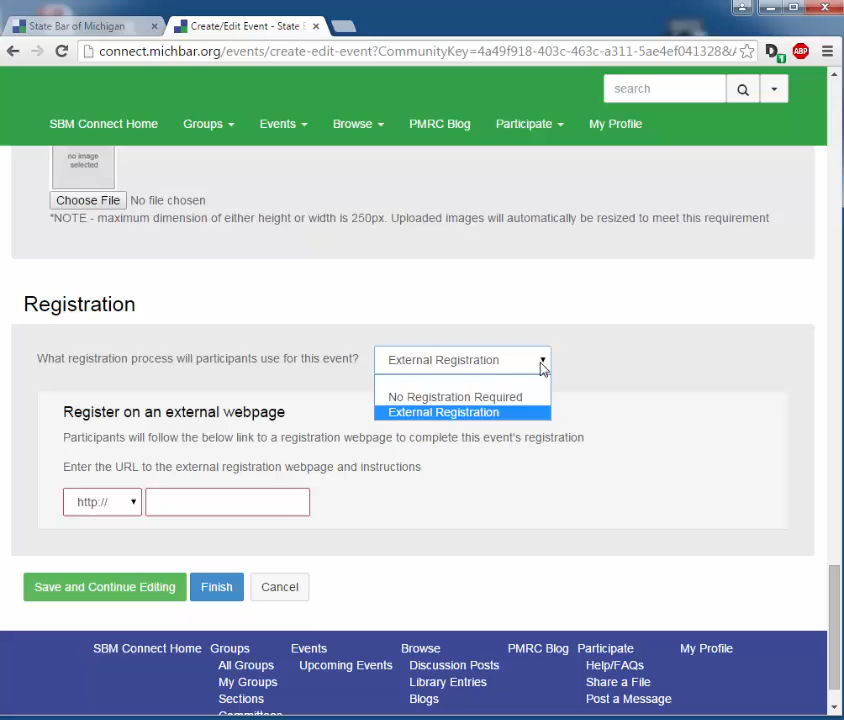 State Bar of Michigan
Create/Edit Event - State
connect.michbar.org/events/create-edit-event?CommunityKey=4a49f918-403c-463c-a311-5ae4ef041328&
D
1
ABP
search
SBM Connect Home Groups Events Browse PMRC Blog Participate My Profile
no image
selected
Choose File No file chosen
*NOTE - maximum dimension of either height or width is 250px. Uploaded images will automatically be resized to meet this requirement
Registration
What registration process will participants use for this event? External Registration
No Registration Required
External Registration
Register on an external webpage
Participants will follow the below link to a registration webpage to complete this event's registration
Enter the URL to the external registration webpage and instructions
http://
Save and Continue Editing Finish Cancel
SBM Connect Home Groups Events Browse PMRC Blog Participate My Profile
All Groups Upcoming Events Discussion Posts Help/FAQs
My Groups Library Entries Share a File
Sections Blogs Post a Message
Committees